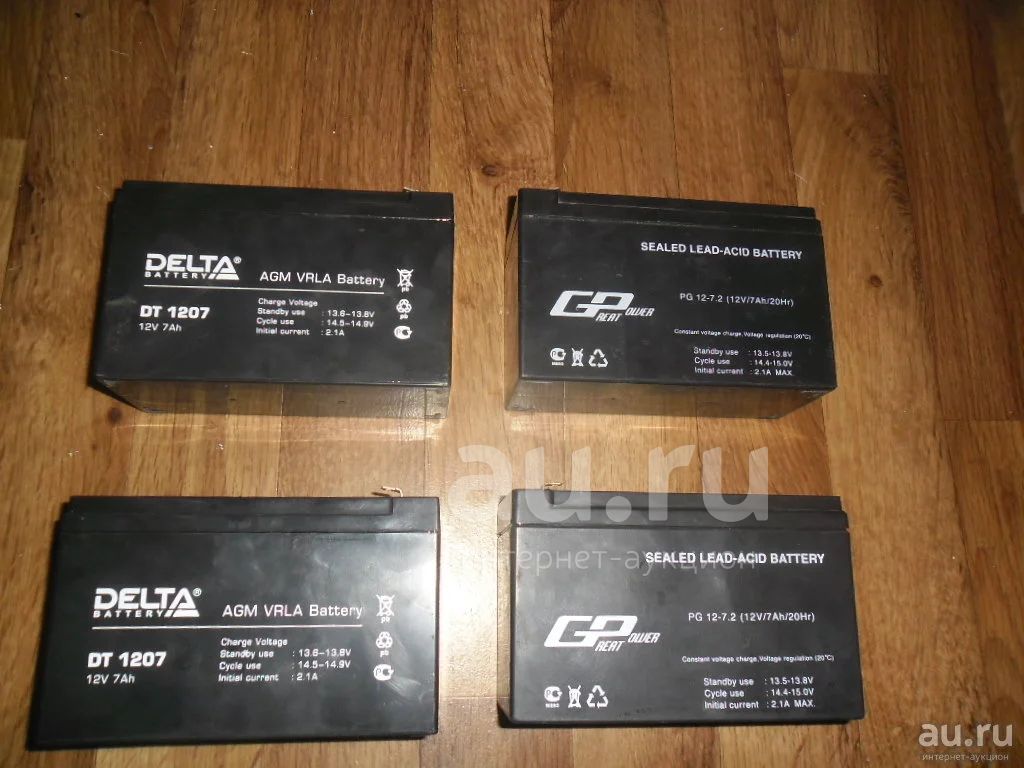 DELTA®
BATTERY
AGM VRLA Battery
DT 1207
12V 7Ah
Charge Voltage
Standby use : 13.6-13.8V
Cycle use : 14.5-14.9V
Initial current : 2.1A
Pb
SEALED LEAD-ACID BATTERY
PG 12-7.2 (12V/7Ah/20Hr)
GP
GREAT POWER
Constant voltage charge,Voltage regulation (20°C)
Standby use : 13.5-13.8V
Cycle use : 14.4-15.0V
Initial current : 2.1A MAX.
au.ru
интернет-аукцион
DELTA®
BATTERY
AGM VRLA Battery
DT 1207
12V 7Ah
Charge Voltage
Standby use : 13.6-13.8V
Cycle use : 14.5-14.9V
Initial current : 2.1A
Pb
SEALED LEAD-ACID BATTERY
PG 12-7.2 (12V/7Ah/20Hr)
GP
GREAT POWER
Constant voltage charge,Voltage regulation (20°C)
Standby use : 13.5-13.8V
Cycle use : 14.4-15.0V
Initial current : 2.1A MAX.
au.ru
интернет-аукцион